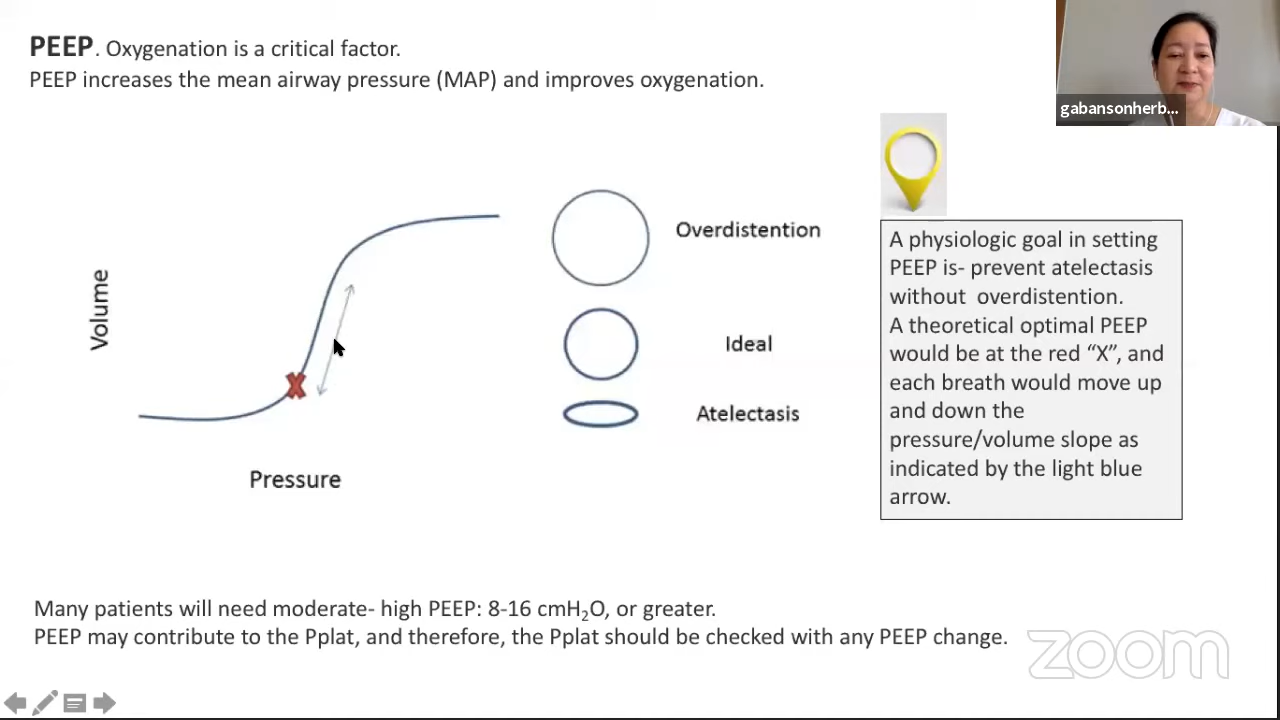 PEEP. Oxygenation is a critical factor.
PEEP increases the mean airway pressure (MAP) and improves oxygenation.
gabansonherb...
Volume
Pressure
Overdistention
Ideal
Atelectasis
X
A physiologic goal in setting
PEEP is- prevent atelectasis
without overdistention.
A theoretical optimal PEEP
would be at the red “X”, and
each breath would move up
and down the
pressure/volume slope as
indicated by the light blue
arrow.
Many patients will need moderate- high PEEP: 8-16 cmH₂O, or greater.
PEEP may contribute to the Pplat, and therefore, the Pplat should be checked with any PEEP change.
zoom